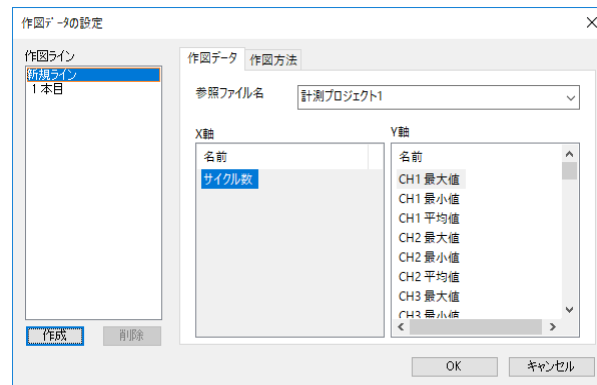 作図ﾃﾞｰﾀの設定
作図ライン
新規ライン
１本目
作成
削除
作図データ
作図方法
参照ファイル名
計測プロジェクト1
X軸
名前
サイクル数
Y軸
名前
CH1 最大値
CH1 最小値
CH1 平均値
CH2 最大値
CH2 最小値
CH2 平均値
CH3 最大値
CH3 最小値
OK
キャンセル